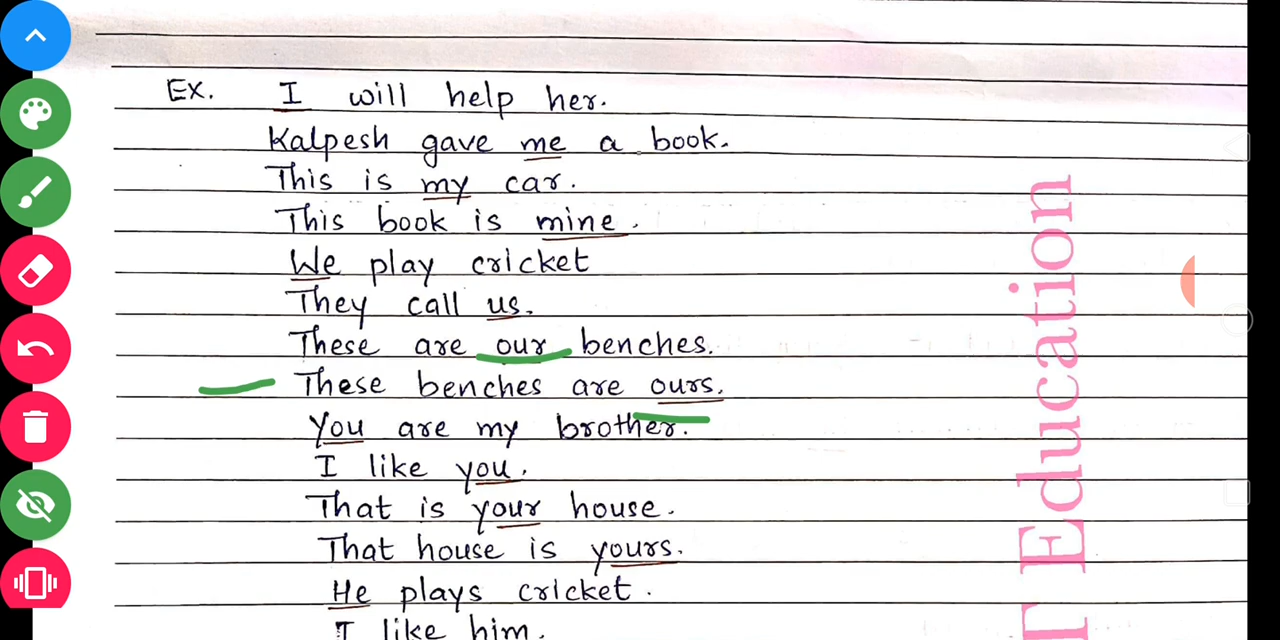 Ex. I will help her.
Kalpesh gave me a book.
This is my car.
This book is mine.
We play cricket
They call us.
These are our benches.
These benches are ours.
You are my brother.
I like you.
That is your house.
That house is yours.
He plays cricket.
I like him.
T Education